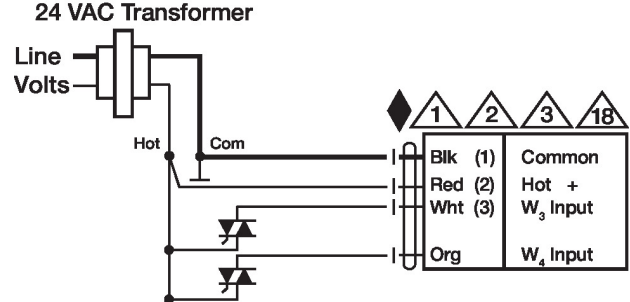 24 VAC Transformer
Line
Volts
Hot
Com
1 2 3 18
Blk (1) Common
Red (2) Hot +
Wht (3) W3 Input
Org W4 Input